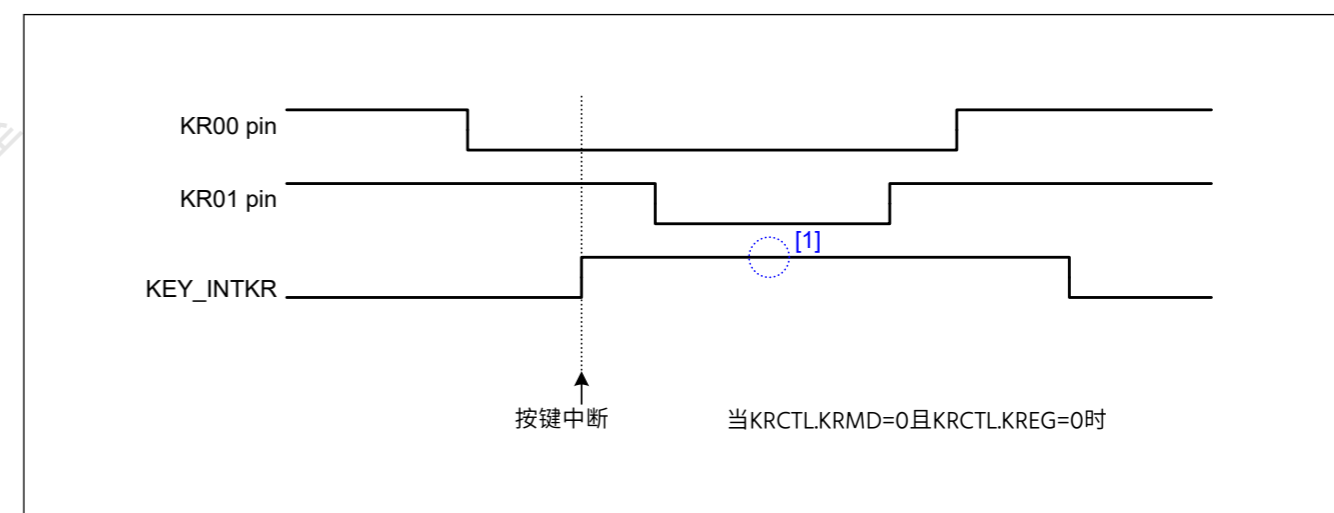 KR00 pin
KR01 pin
[1]
KEY_INTKR
按键中断
当KRCTL.KRMD=0且KRCTL.KREG=0时